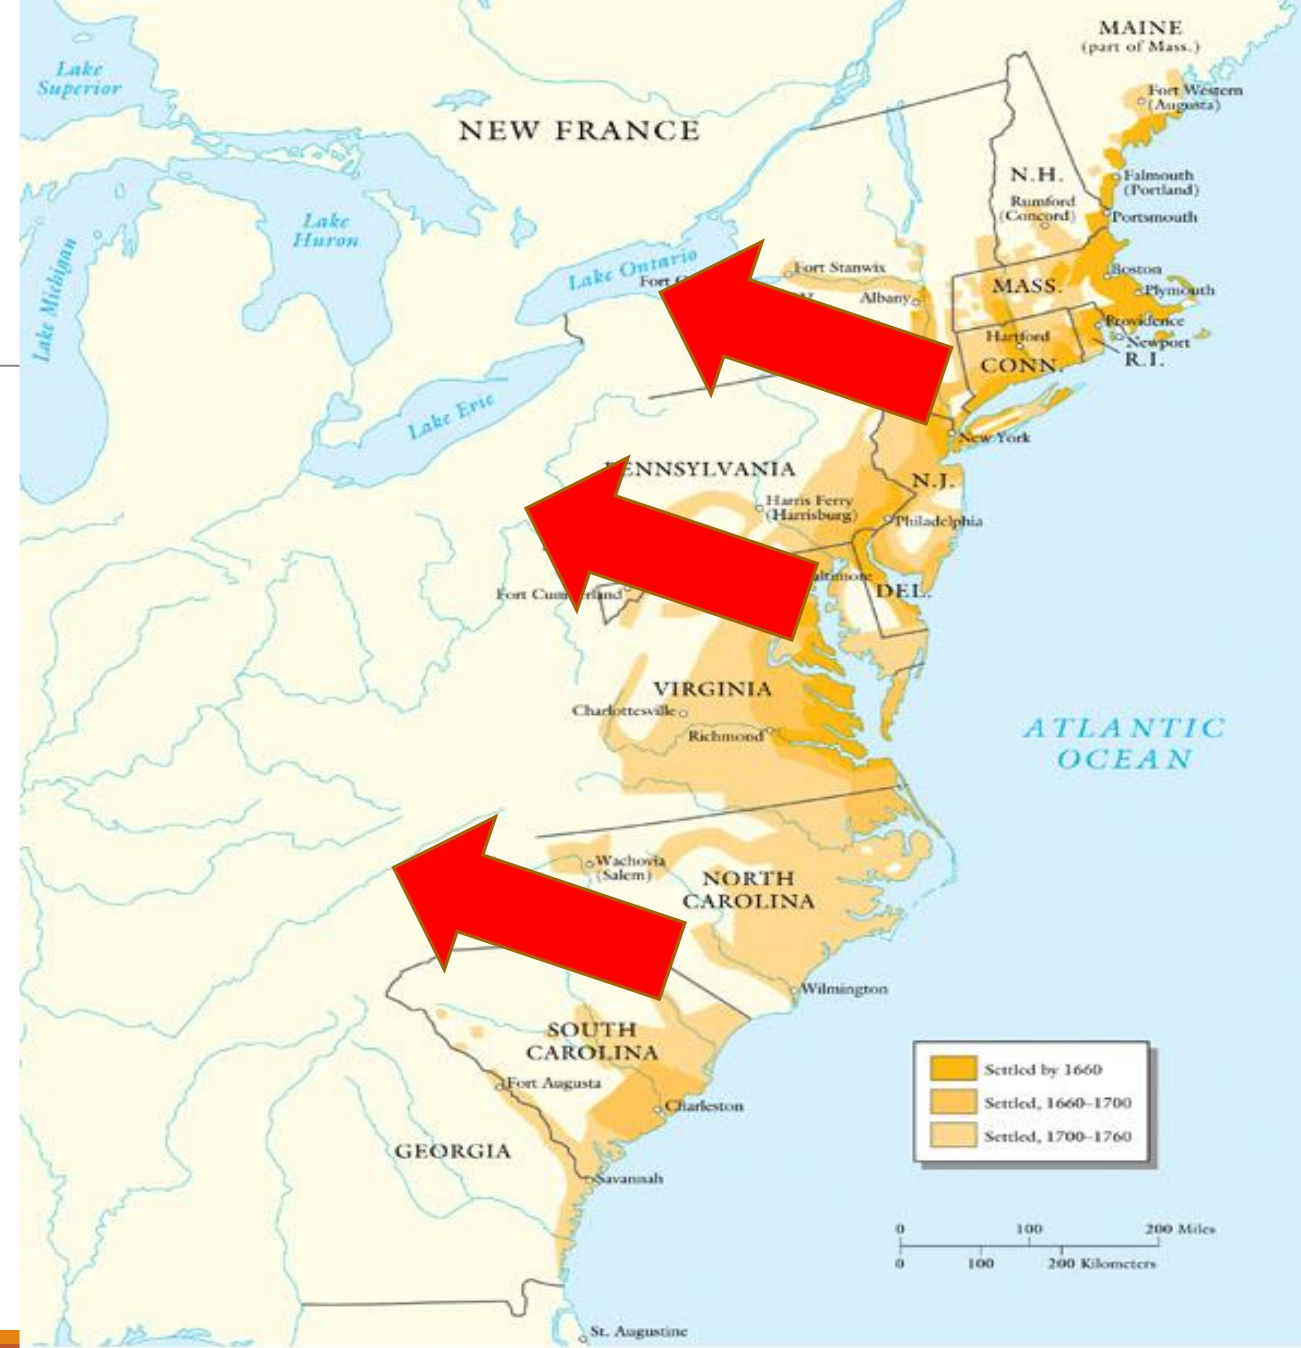 MAINE
(part of Mass.)
Lake
Superior
Fort Western
(Augusta)
NEW FRANCE
N.H.
Rumford
(Concord)
Falmouth
(Portland)
Portsmouth
Lake
Huron
Lake Michigan
Lake Ontario
Fort
Fort Stanwix
Albany
MASS.
Boston
Plymouth
Hartford
Providence
Newport
R.I.
CONN.
Lake Erie
New York
PENNSYLVANIA
N.J.
Harris Ferry
(Harrisburg)
Philadelphia
DEL.
Fort
VIRGINIA
Charlottesville
Richmond
ATLANTIC
OCEAN
Wachovia
(Salem)
NORTH
CAROLINA
Wilmington
SOUTH
CAROLINA
Fort Augusta
Charleston
GEORGIA
Savannah
St. Augustine
Settled by 1660
Settled, 1660–1700
Settled, 1700–1760
0 100 200 Miles
0 100 200 Kilometers